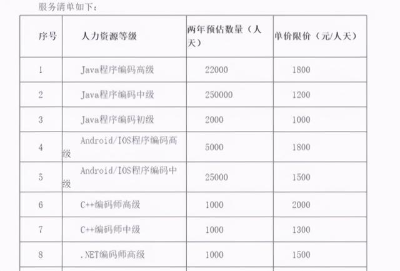 服务清单如下：
序号 人力资源等级 两年预估数量（人
天） 单价限价（元/人天）
1 Java程序编码高级 22000 1800
2 Java程序编码中级 250000 1200
3 Java程序编码初级 2000 1000
4 Android/IOS程序编码高
级 5000 1800
5 Android/IOS程序编码中
级 25000 1500
6 C++编码师高级 1000 2000
7 C++编码师中级 1000 1300
8 .NET编码师高级 1000 1500